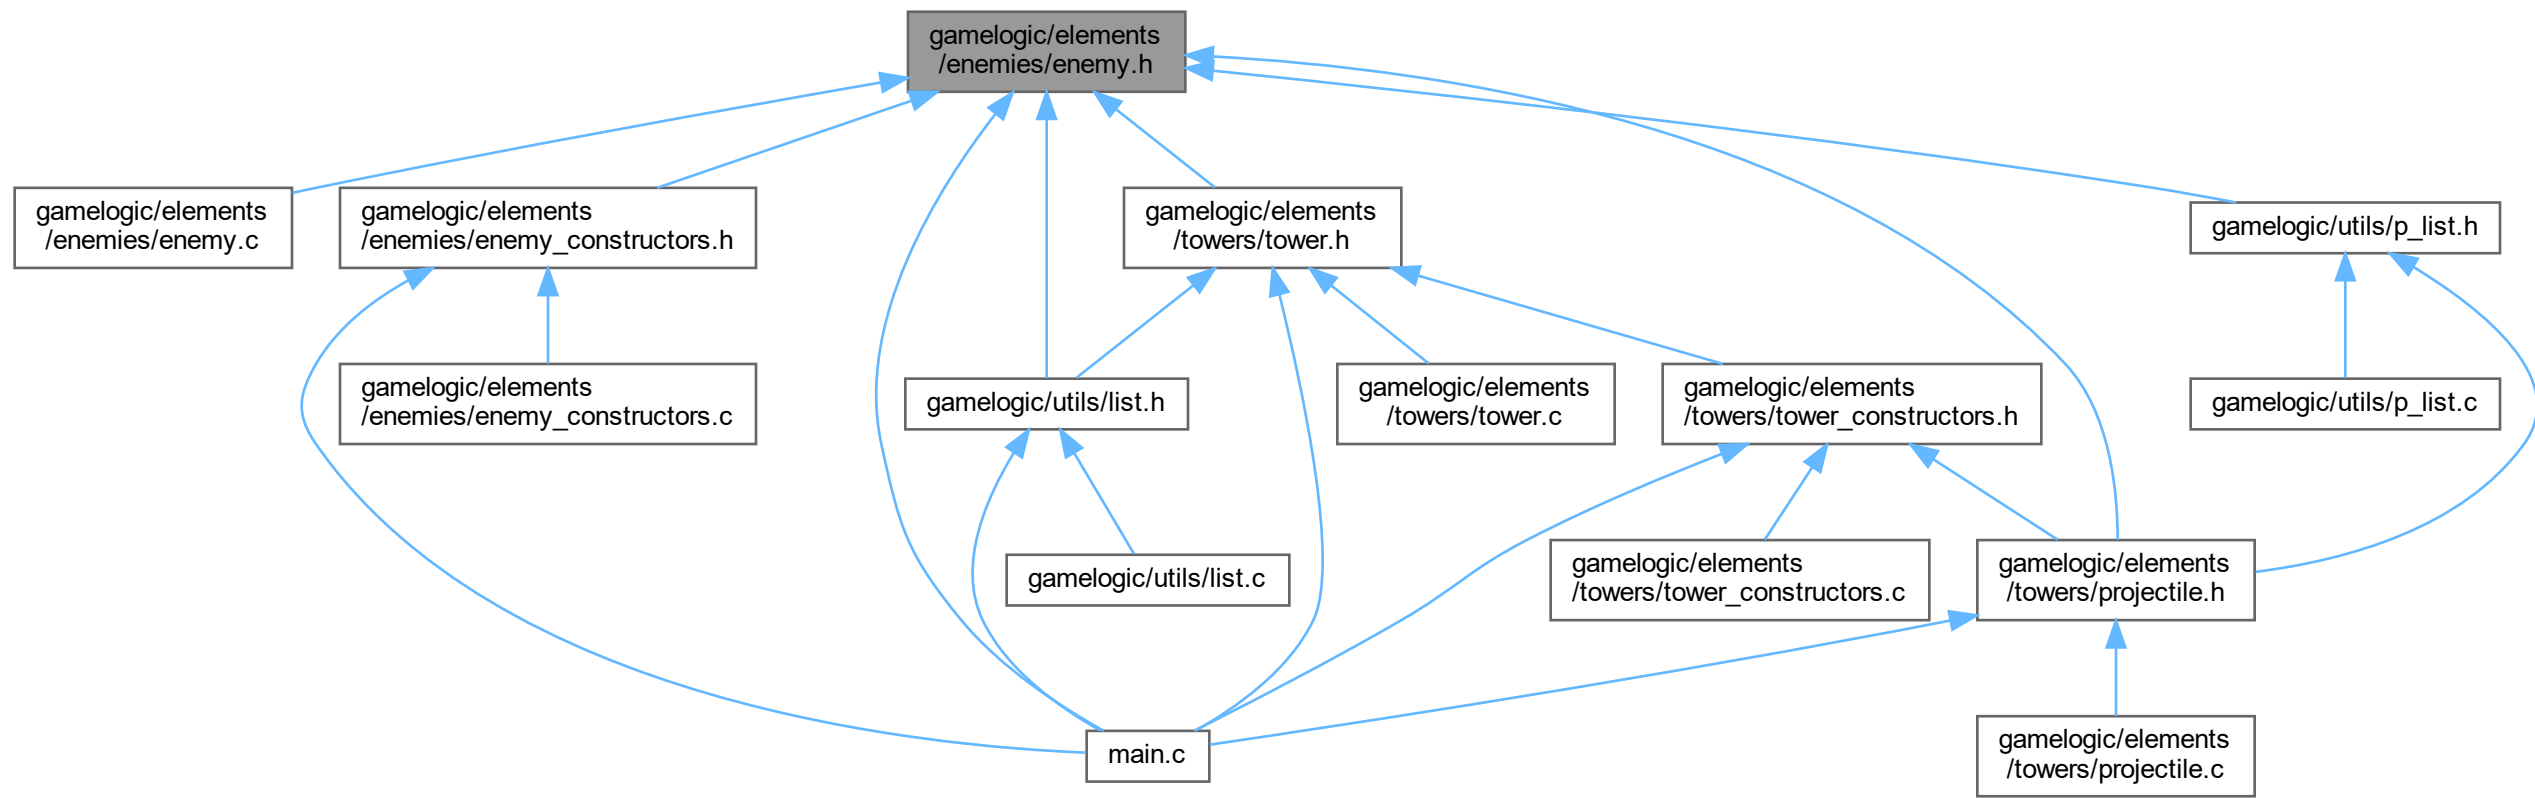 gamelogic/elements
/enemies/enemy.h
gamelogic/elements
/enemies/enemy.c
gamelogic/elements
/enemies/enemy_constructors.h
gamelogic/elements
/towers/tower.h
gamelogic/utils/p_list.h
gamelogic/elements
/enemies/enemy_constructors.c
gamelogic/utils/list.h
gamelogic/elements
/towers/tower.c
gamelogic/elements
/towers/tower_constructors.h
gamelogic/utils/p_list.c
gamelogic/utils/list.c
gamelogic/elements
/towers/tower_constructors.c
gamelogic/elements
/towers/projectile.h
main.c
gamelogic/elements
/towers/projectile.c